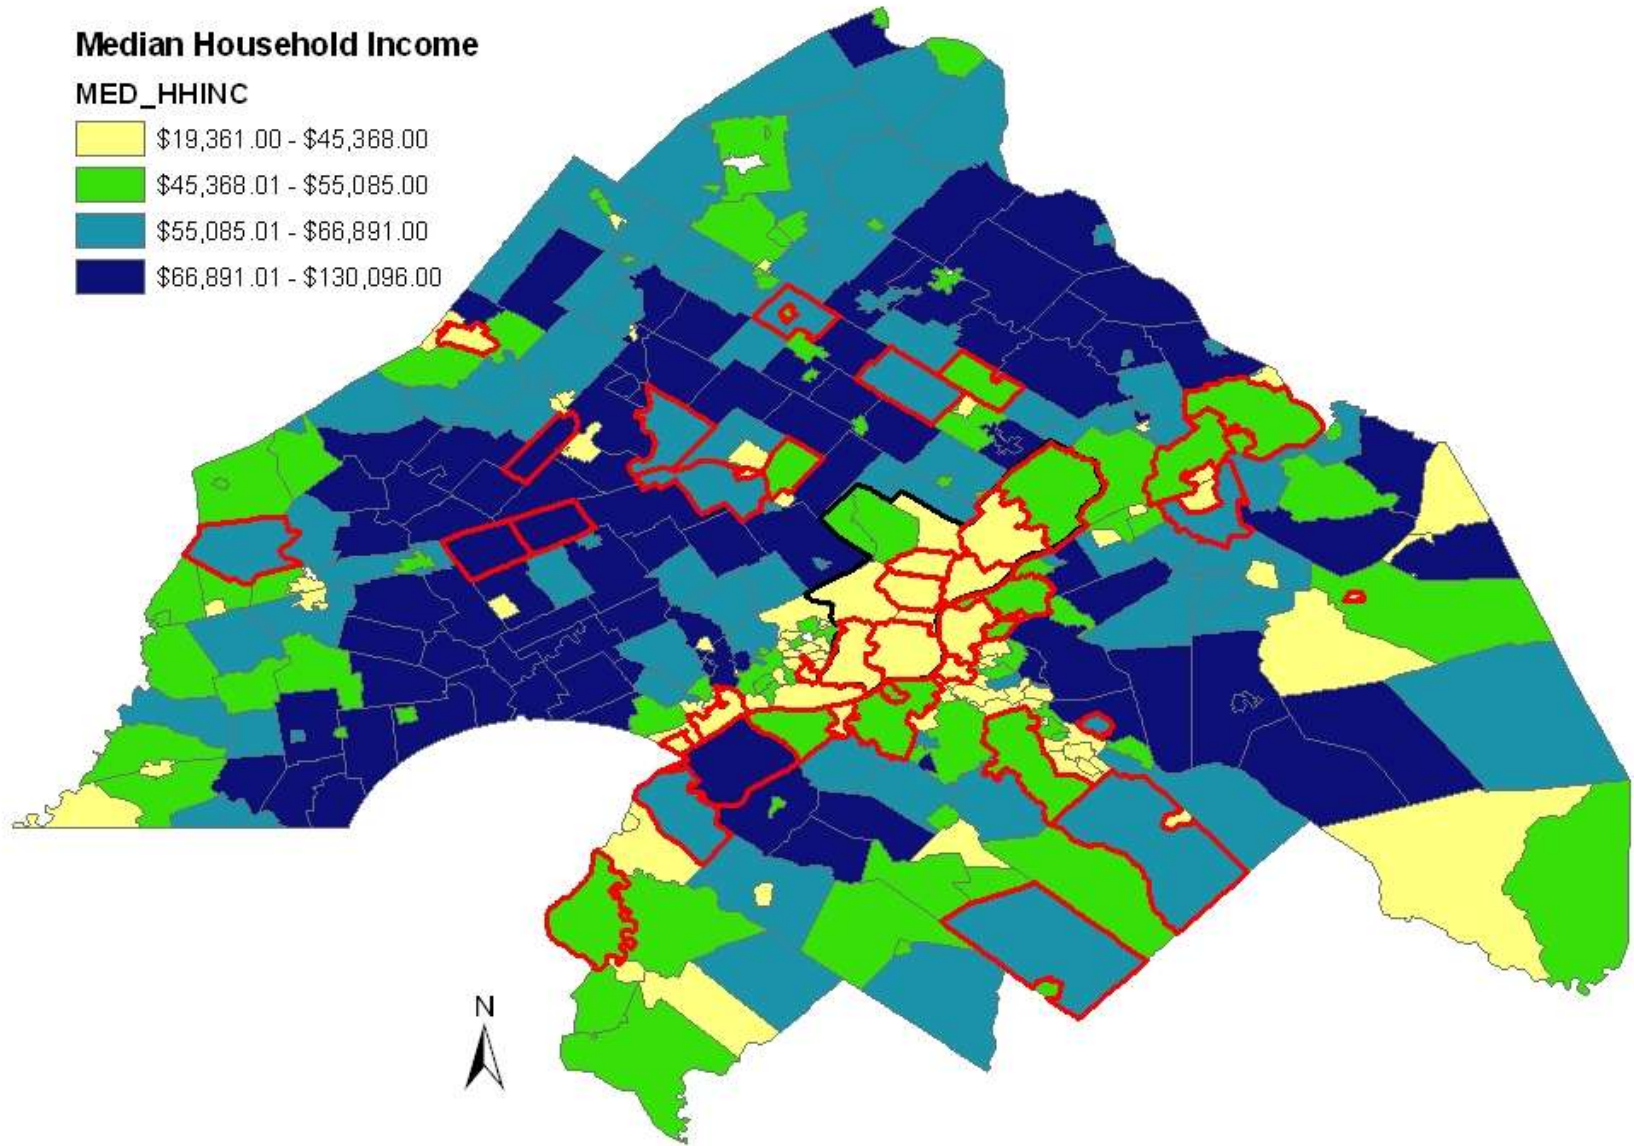 Median Household Income
MED_HHINC
$19,361.00 - $45,368.00
$45,368.01 - $55,085.00
$55,085.01 - $66,891.00
$66,891.01 - $130,096.00
N